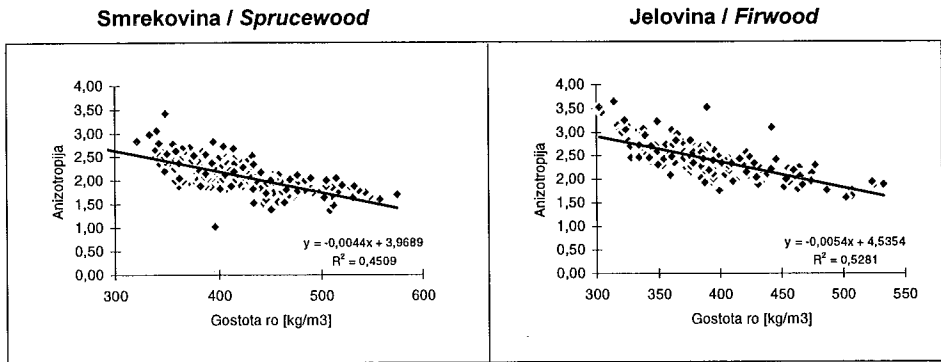 Smrekovina / Sprucewood
Anizotropija
4,00
3,50
3,00
2,50
2,00
1,50
1,00
0,50
0,00
y = -0,0044x + 3,9689
R² = 0,4509
300 400 500 600
Gostota ro [kg/m3]
Jelovina / Firwood
Anizotropija
4,00
3,50
3,00
2,50
2,00
1,50
1,00
0,50
0,00
y = -0,0054x + 4,5354
R² = 0,5281
300 350 400 450 500 550
Gostota ro [kg/m3]